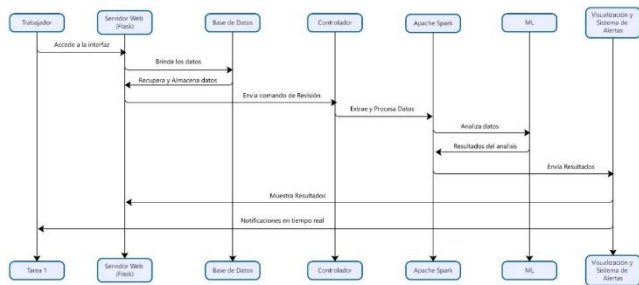 Trabajador
Servidor Web
(Flask)
Base de Datos
Controlador
Apache Spark
ML
Visualización y
Sistema de
Alertas
Accede a la interfaz
Brinda los datos
Recupera y Almacena datos
Envía comando de Revisión
Extrae y Procesa Datos
Analiza datos
Resultados del analisis
Envía Resultados
Muestra Resultados
Notificaciones en tiempo real
Tarea 1
Servidor Web
(Flask)
Base de Datos
Controlador
Apache Spark
ML
Visualización y
Sistema de
Alertas